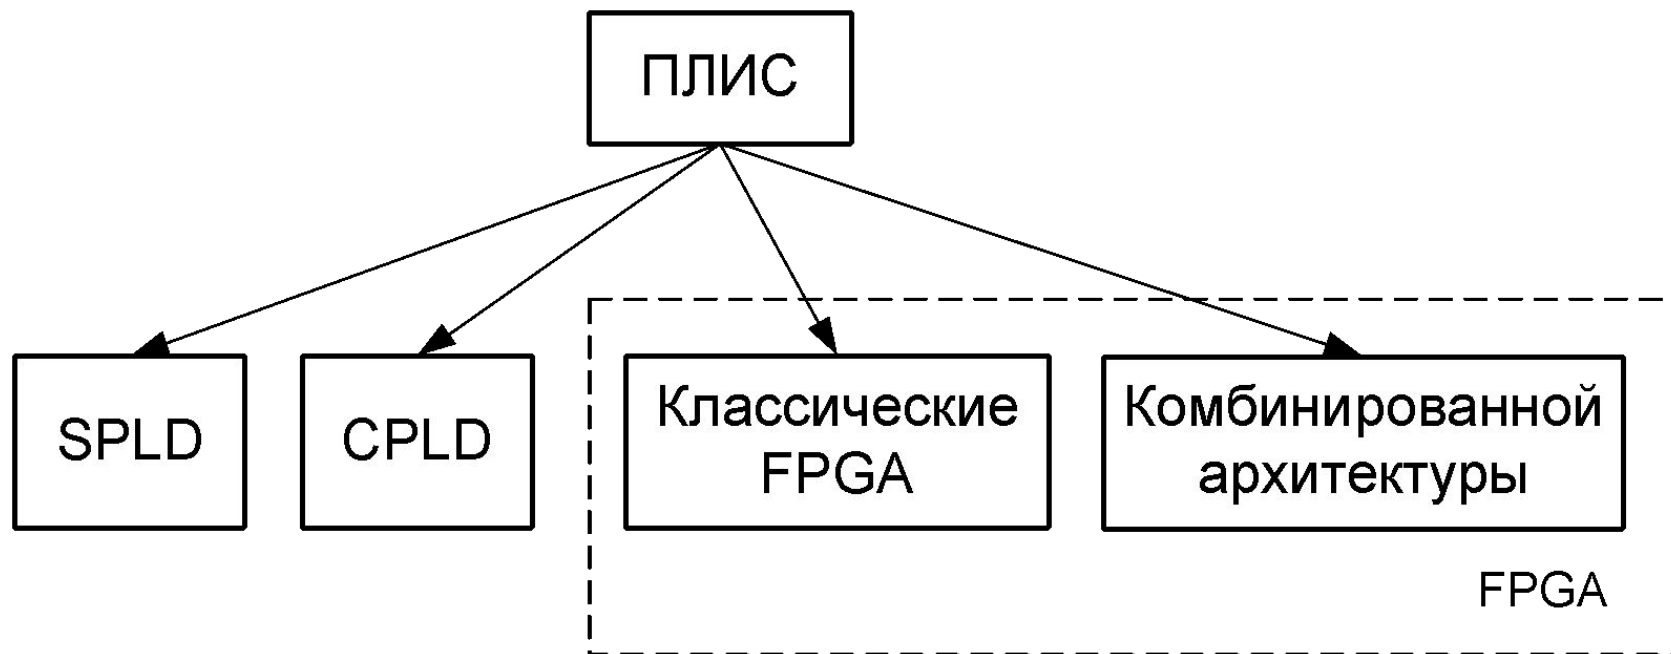 ПЛИС
SPLD
CPLD
Классические
FPGA
Комбинированной
архитектуры
FPGA